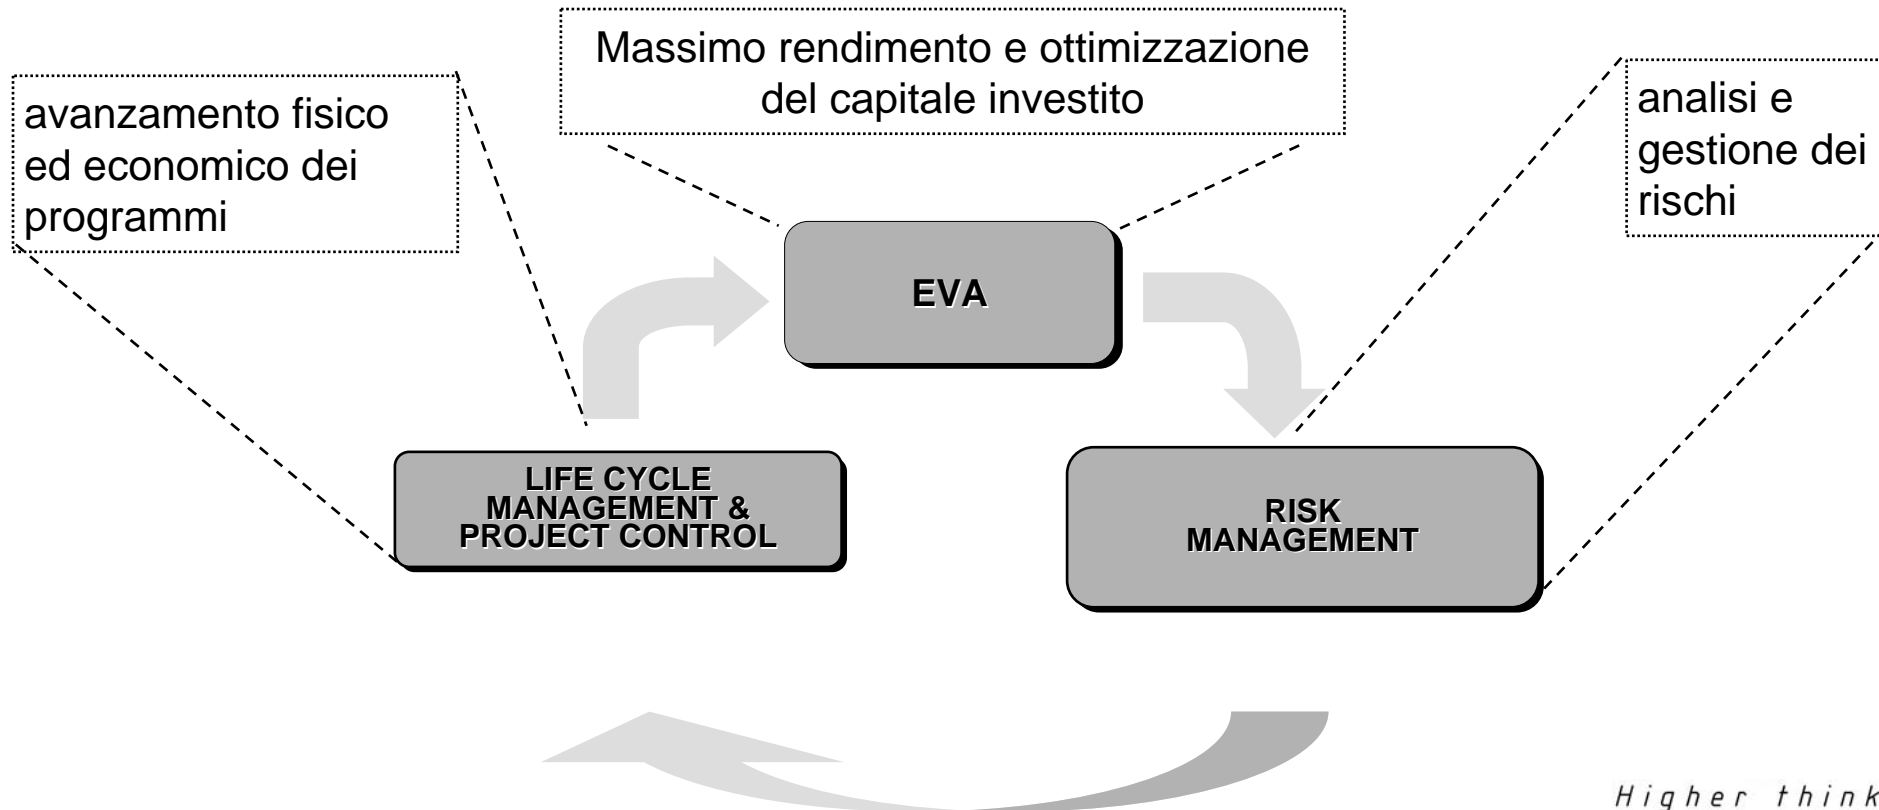 Massimo rendimento e ottimizzazione
del capitale investito
avanzamento fisico
ed economico dei
programmi
analisi e
gestione dei
rischi
EVA
LIFE CYCLE
MANAGEMENT &
PROJECT CONTROL
RISK
MANAGEMENT
Higher think